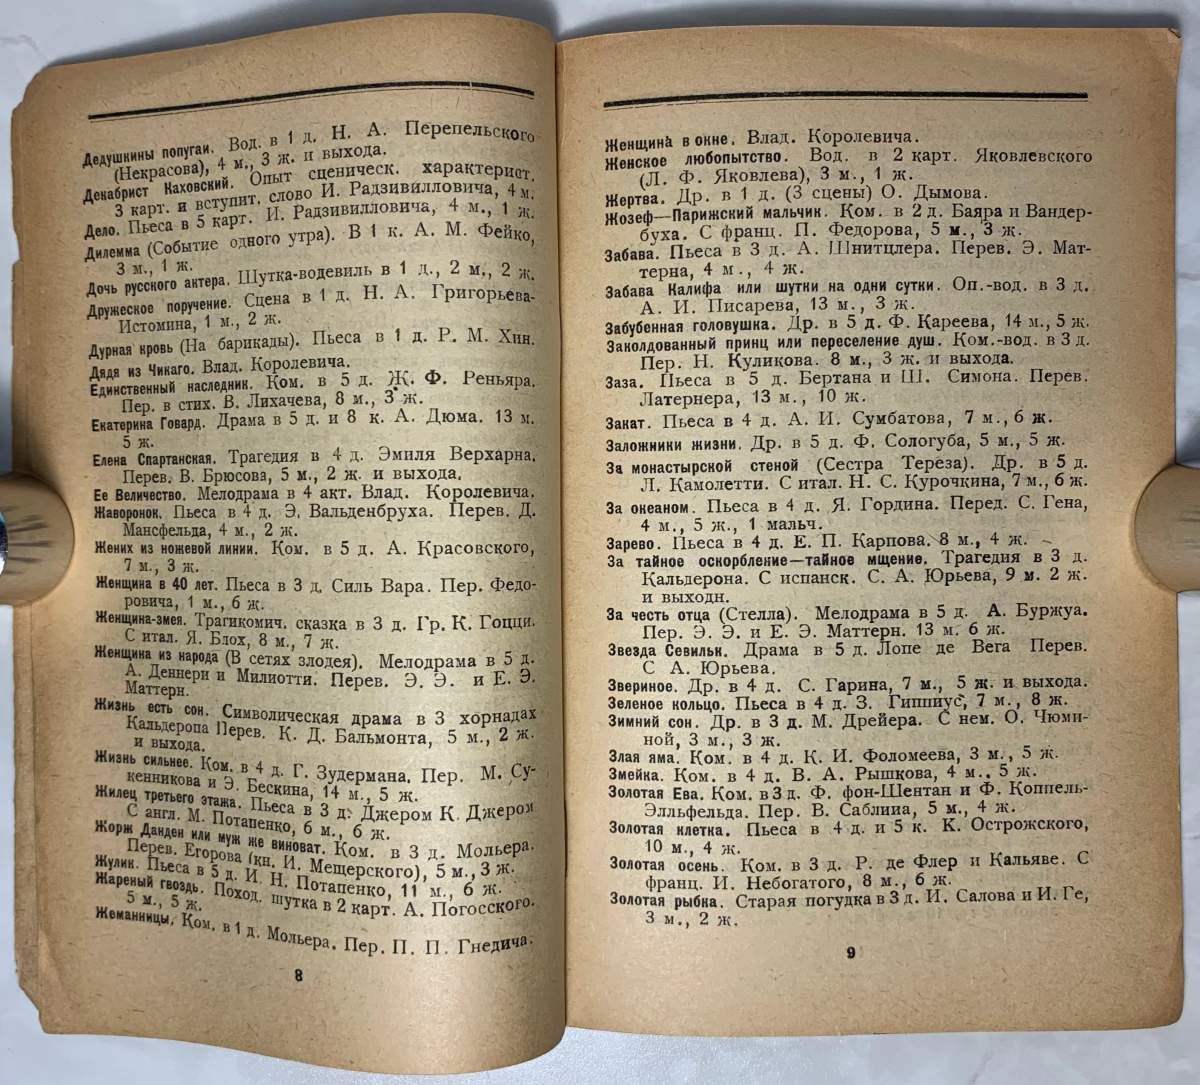 Дедушкины попугаи. Вод. в 1 д. Н. А. Перепельского
(Некрасова), 4 м., 3 ж. и выхода.
Декабрист Каховский. Опыт сценическ. характерист.
3 карт. и вступит. слово И. Радзивилловича, 4 м.
Дело. Пьеса в 5 карт. И. Радзивилловича, 4 м., 1 ж.
Дилемма (Событие одного утра). В 1 к. А. М. Фейко,
3 м., 1 ж.
Дочь русского актера. Шутка-водевиль в 1 д., 2 м., 2 ж.
Дружеское поручение. Сцена в 1 д. Н. А. Григорьева-
Истомина, 1 м., 2 ж.
Дурная кровь (На барикады). Пьеса в 1 д. Р. М. Хин.
Дядя из Чикаго. Влад. Королевича.
Единственный наследник. Ком. в 5 д. Ж. Ф. Реньяра.
Пер. в стих. В. Лихачева, 8 м., 3 ж.
Екатерина Говард. Драма в 5 д. и 8 к. А. Дюма. 13 м.
5 ж.
Елена Спартанская. Трагедия в 4 д. Эмиля Верхарна.
Перев. В. Брюсова, 5 м., 2 ж. и выхода.
Ее Величество. Мелодрама в 4 акт. Влад. Королевича.
Жаворонок. Пьеса в 4 д. Э. Вальденбруха. Перев. Д.
Мансфельда, 4 м., 2 ж.
Жених из ножевой линии. Ком. в 5 д. А. Красовского,
7 м., 3 ж.
Женщина в 40 лет. Пьеса в 3 д. Силь Вара. Пер. Федо-
ровича, 1 м., 6 ж.
Женщина-змея. Трагикомич. сказка в 3 д. Гр. К. Гоцци.
С итал. Я. Блох, 8 м., 7 ж.
Женщина из народа (В сетях злодея). Мелодрама в 5 д.
А. Деннери и Милиотти. Перев. Э. Э. и Е. Э.
Маттерн.
Жизнь есть сон. Символическая драма в 3 хорнадах
Кальдерона Перев. К. Д. Бальмонта, 5 м., 2 ж.
и выхода.
Жизнь сильнее. Ком. в 4 д. Г. Зудермана. Пер. М. Су-
кенникова и Э. Бескина, 14 м., 5 ж.
Жилец третьего этажа. Пьеса в 3 д. Джером К. Джером
С англ. М. Потапенко, 6 м., 6 ж.
Жорж Данден или муж же виноват. Ком. в 3 д. Мольера.
Перев. Егорова (кн. И. Мещерского), 5 м., 3 ж.
Жулик. Пьеса в 5 д. И. Н. Потапенко, 11 м., 6 ж.
Жареный гвоздь. Поход. шутка в 2 карт. А. Погосского.
5 м., 5 ж.
Жеманницы. Ком. в 1 д. Мольера. Пер. П. П. Гнедича.
8
Женщина в окне. Влад. Королевича.
Женское любопытство. Вод. в 2 карт. Яковлевского
(Л. Ф. Яковлева), 3 м., 1 ж.
Жертва. Др. в 1 д. (3 сцены) О. Дымова.
Жозеф—Парижский мальчик. Ком. в 2 д. Баяра и Вандер-
буха. С франц. П. Федорова, 5 м., 3 ж.
Забава. Пьеса в 3 д. А. Шнитцлера. Перев. Э. Мат-
терна, 4 м., 4 ж.
Забава Калифа или шутки на одни сутки. Оп.-вод. в 3 д.
А. И. Писарева, 13 м., 3 ж.
Забубенная головушка. Др. в 5 д. Ф. Кареева, 14 м., 5 ж.
Заколдованный принц или переселение душ. Ком.-вод. в 3 д.
Пер. Н. Куликова. 8 м., 3 ж. и выхода.
Заза. Пьеса в 5 д. Бертана и Ш. Симона. Перев.
Латернера, 13 м., 10 ж.
Закат. Пьеса в 4 д. А. И. Сумбатова, 7 м., 6 ж.
Заложники жизни. Др. в 5 д. Ф. Сологуба, 5 м., 5 ж.
За монастырской стеной (Сестра Тереза). Др. в 5 д.
Л. Камолетти. С итал. Н. С. Курочкина, 7 м., 6 ж.
За океаном. Пьеса в 4 д. Я. Гордина. Перед. С. Гена,
4 м., 5 ж., 1 мальч.
Зарево. Пьеса в 4 д. Е. П. Карпова. 8 м., 4 ж.
За тайное оскорбление—тайное мщение. Трагедия в 3 д.
Кальдерона. С испанск. С. А. Юрьева, 9 м. 2 ж.
и выходн.
За честь отца (Стелла). Мелодрама в 5 д. А. Буржуа.
Пер. Э. Э. и Е. Э. Маттерн. 13 м. 6 ж.
Звезда Севильи. Драма в 5 д. Лопе де Вега Перев.
С А. Юрьева.
Звериное. Др. в 4 д. С. Гарина, 7 м., 5 ж. и выхода.
Зеленое кольцо. Пьеса в 4 д. З. Гиппиус, 7 м., 8 ж.
Зимний сон. Др. в 3 д. М. Дрейера. С нем. О. Чюми-
ной, 3 м., 3 ж.
Злая яма. Ком. в 4 д. К. И. Фоломеева, 3 м., 5 ж.
Змейка. Ком. в 4 д. В. А. Рышкова, 4 м., 5 ж.
Золотая Ева. Ком. в 3 д. Ф. фон-Шентан и Ф. Коппель-
Элльфельда. Пер. В. Саблина, 5 м., 4 ж.
Золотая клетка. Пьеса в 4 д. и 5 к. К. Острожского,
10 м., 4 ж.
Золотая осень. Ком. в 3 д. Р. де Флер и Кальяве. С
франц. И. Небогатого, 8 м., 6 ж.
Золотая рыбка. Старая погудка в 3 д. И. Салова и И. Ге,
3 м., 2 ж.
9